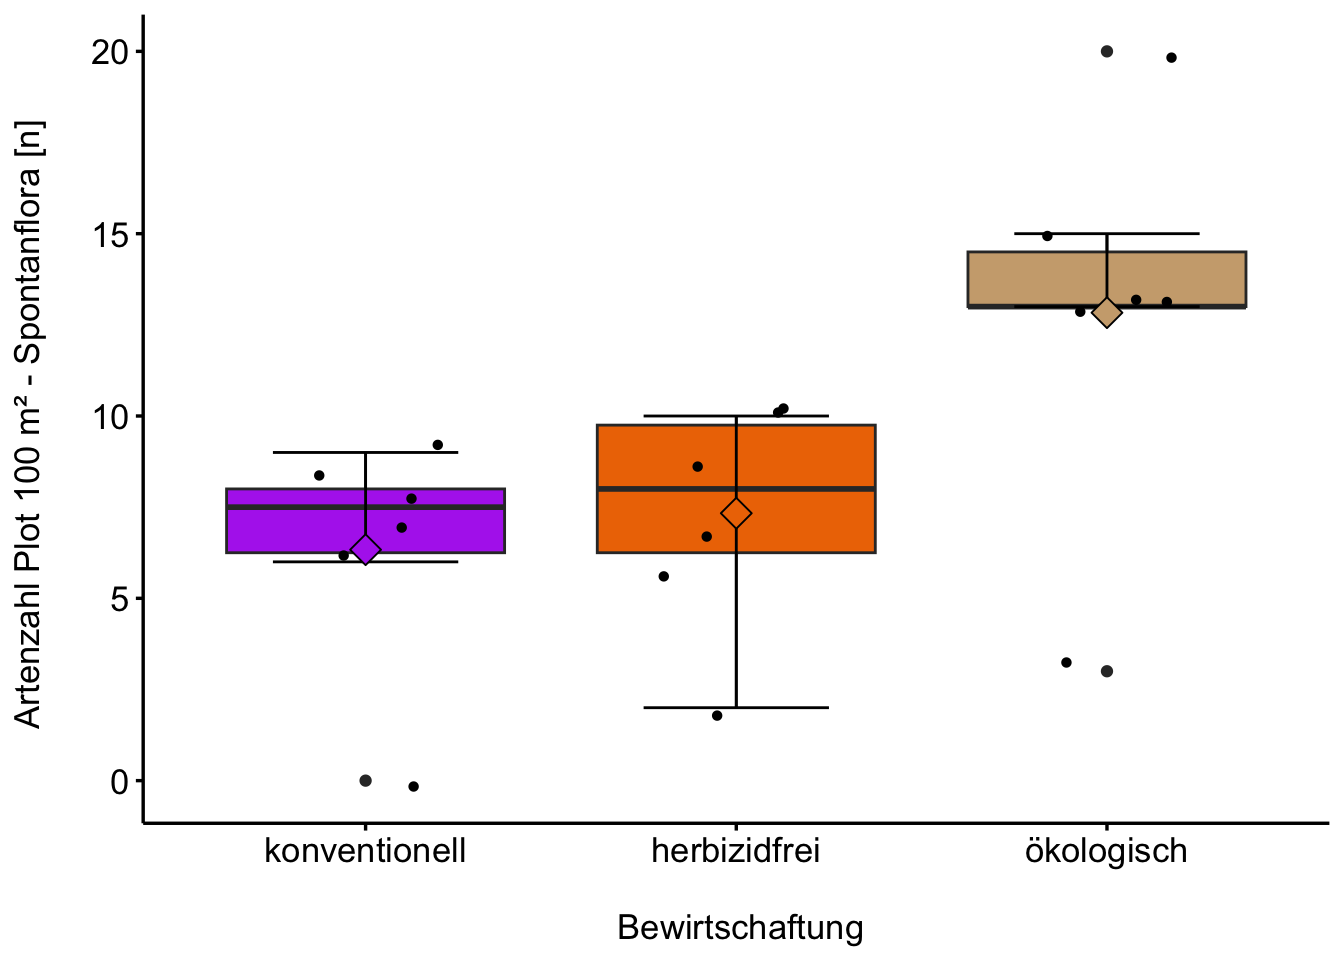 Artenzahl Plot 100 m² - Spontanflora [n]
20
15
10
5
0
konventionell herbizidfrei ökologisch
Bewirtschaftung